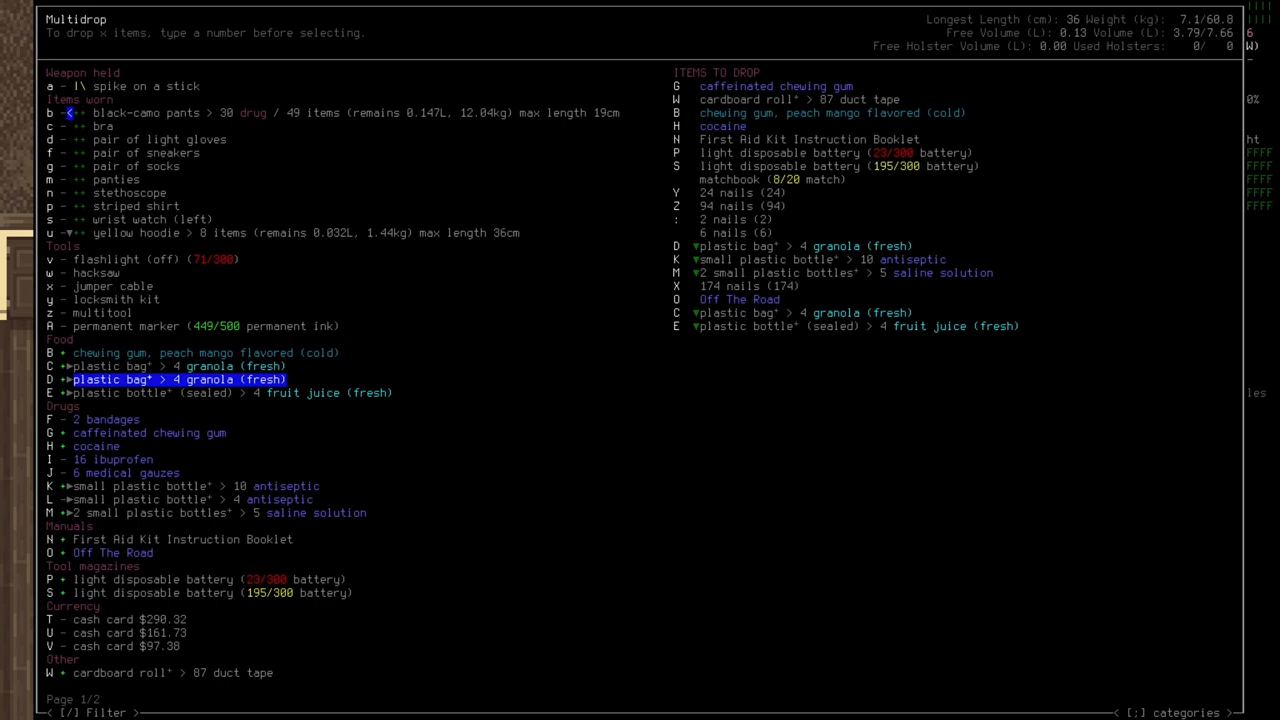 Multidrop
To drop x items, type a number before selecting.
Longest Length (cm): 36 Weight (kg): 7.1/60.8
Free Volume (L): 0.13 Volume (L): 3.79/7.66
Free Holster Volume (L): 0.00 Used Holsters: 0/ 0
Weapon held
a - |\ spike on a stick
Items worn
b -<++ black-camo pants > 30 drug / 49 items (remains 0.147L, 12.04kg) max length 19cm
c - ++ bra
d - ++ pair of light gloves
f - ++ pair of sneakers
g - ++ pair of socks
m - ++ panties
n - ++ stethoscope
p - ++ striped shirt
s - ++ wrist watch (left)
u -▼++ yellow hoodie > 8 items (remains 0.032L, 1.44kg) max length 36cm
Tools
v - flashlight (off) (71/300)
w - hacksaw
x - jumper cable
y - locksmith kit
z - multitool
A - permanent marker (449/500 permanent ink)
Food
B + chewing gum, peach mango flavored (cold)
C +▶plastic bag⁺ > 4 granola (fresh)
D +▶plastic bag⁺ > 4 granola (fresh)
E +▶plastic bottle⁺ (sealed) > 4 fruit juice (fresh)
Drugs
F - 2 bandages
G + caffeinated chewing gum
H + cocaine
I - 16 ibuprofen
J - 6 medical gauzes
K +▶small plastic bottle⁺ > 10 antiseptic
L -▶small plastic bottle⁺ > 4 antiseptic
M +▶2 small plastic bottles⁺ > 5 saline solution
Manuals
N + First Aid Kit Instruction Booklet
O + Off The Road
Tool magazines
P + light disposable battery (23/300 battery)
S + light disposable battery (195/300 battery)
Currency
T - cash card $290.32
U - cash card $161.73
V - cash card $97.38
Other
W + cardboard roll⁺ > 87 duct tape
Page 1/2
< [/] Filter >
ITEMS TO DROP
G caffeinated chewing gum
W cardboard roll⁺ > 87 duct tape
B chewing gum, peach mango flavored (cold)
H cocaine
N First Aid Kit Instruction Booklet
P light disposable battery (23/300 battery)
S light disposable battery (195/300 battery)
matchbook (8/20 match)
Y 24 nails (24)
Z 94 nails (94)
: 2 nails (2)
6 nails (6)
D ▼plastic bag⁺ > 4 granola (fresh)
K ▼small plastic bottle⁺ > 10 antiseptic
M ▼2 small plastic bottles⁺ > 5 saline solution
X 174 nails (174)
O Off The Road
C ▼plastic bag⁺ > 4 granola (fresh)
E ▼plastic bottle⁺ (sealed) > 4 fruit juice (fresh)
< [;] categories >
6
W)
0%
ht
FFFF
FFFF
FFFF
FFFF
FFFF
les